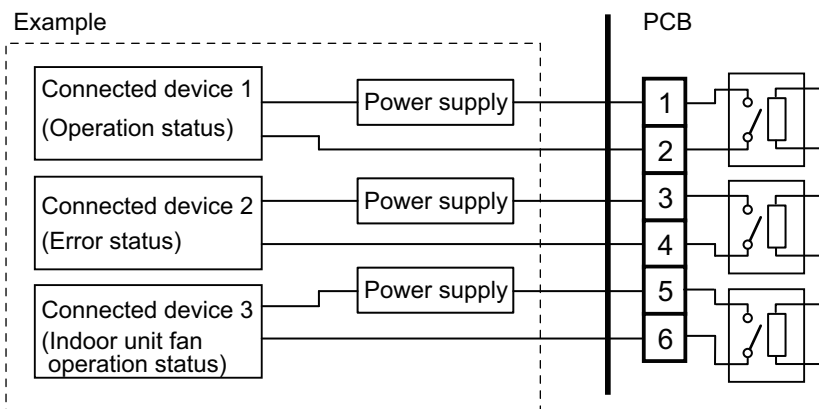 Example
PCB
Connected device 1
(Operation status)
Power supply
1
2
Connected device 2
(Error status)
Power supply
3
4
Connected device 3
(Indoor unit fan
operation status)
Power supply
5
6